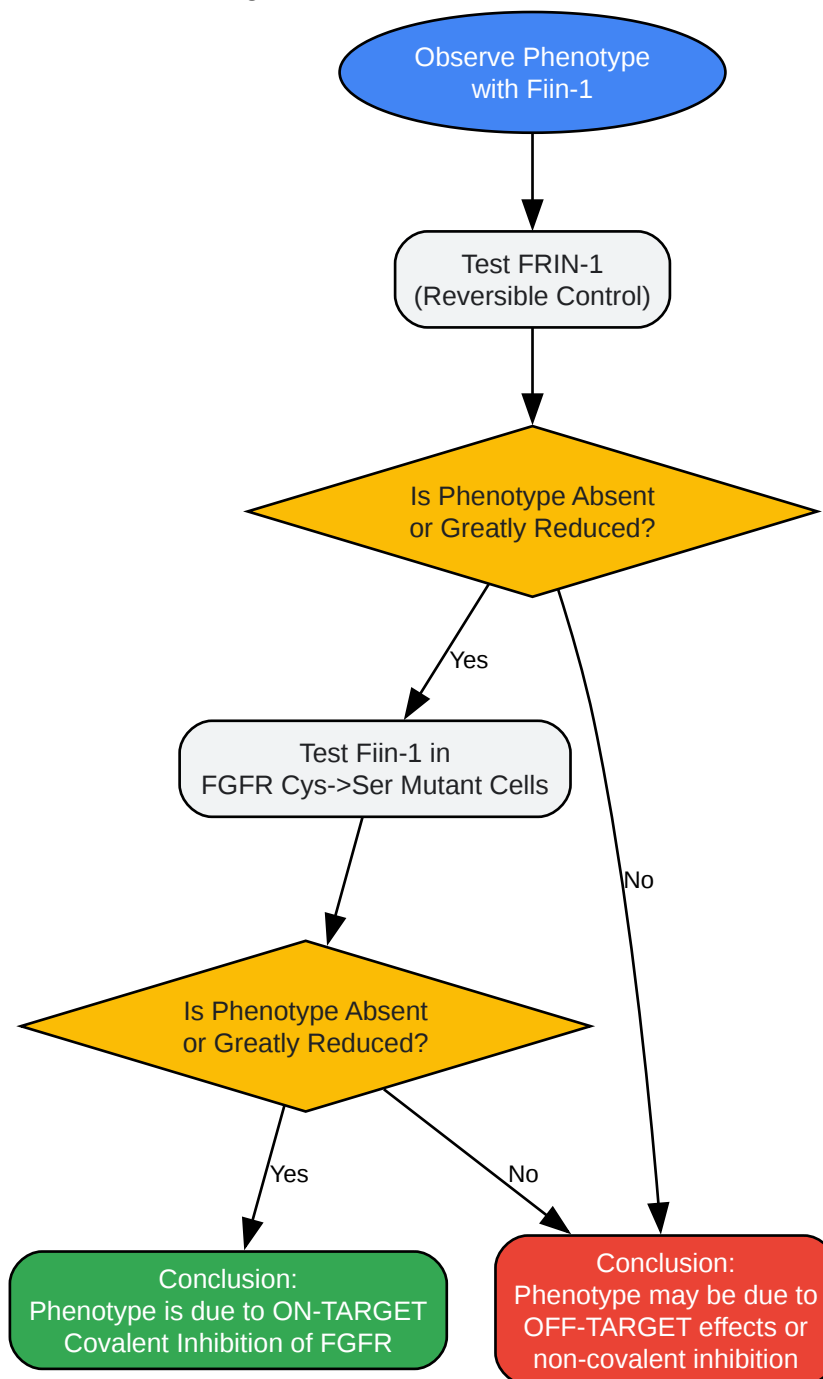 Observe Phenotype
with Fiin-1
Test FRIN-1
(Reversible Control)
Is Phenotype Absent
or Greatly Reduced?
Yes
Test Fiin-1 in
FGFR Cys->Ser Mutant Cells
No
Is Phenotype Absent
or Greatly Reduced?
Yes
No
Conclusion:
Phenotype is due to ON-TARGET
Covalent Inhibition of FGFR
Conclusion:
Phenotype may be due to
OFF-TARGET effects or
non-covalent inhibition